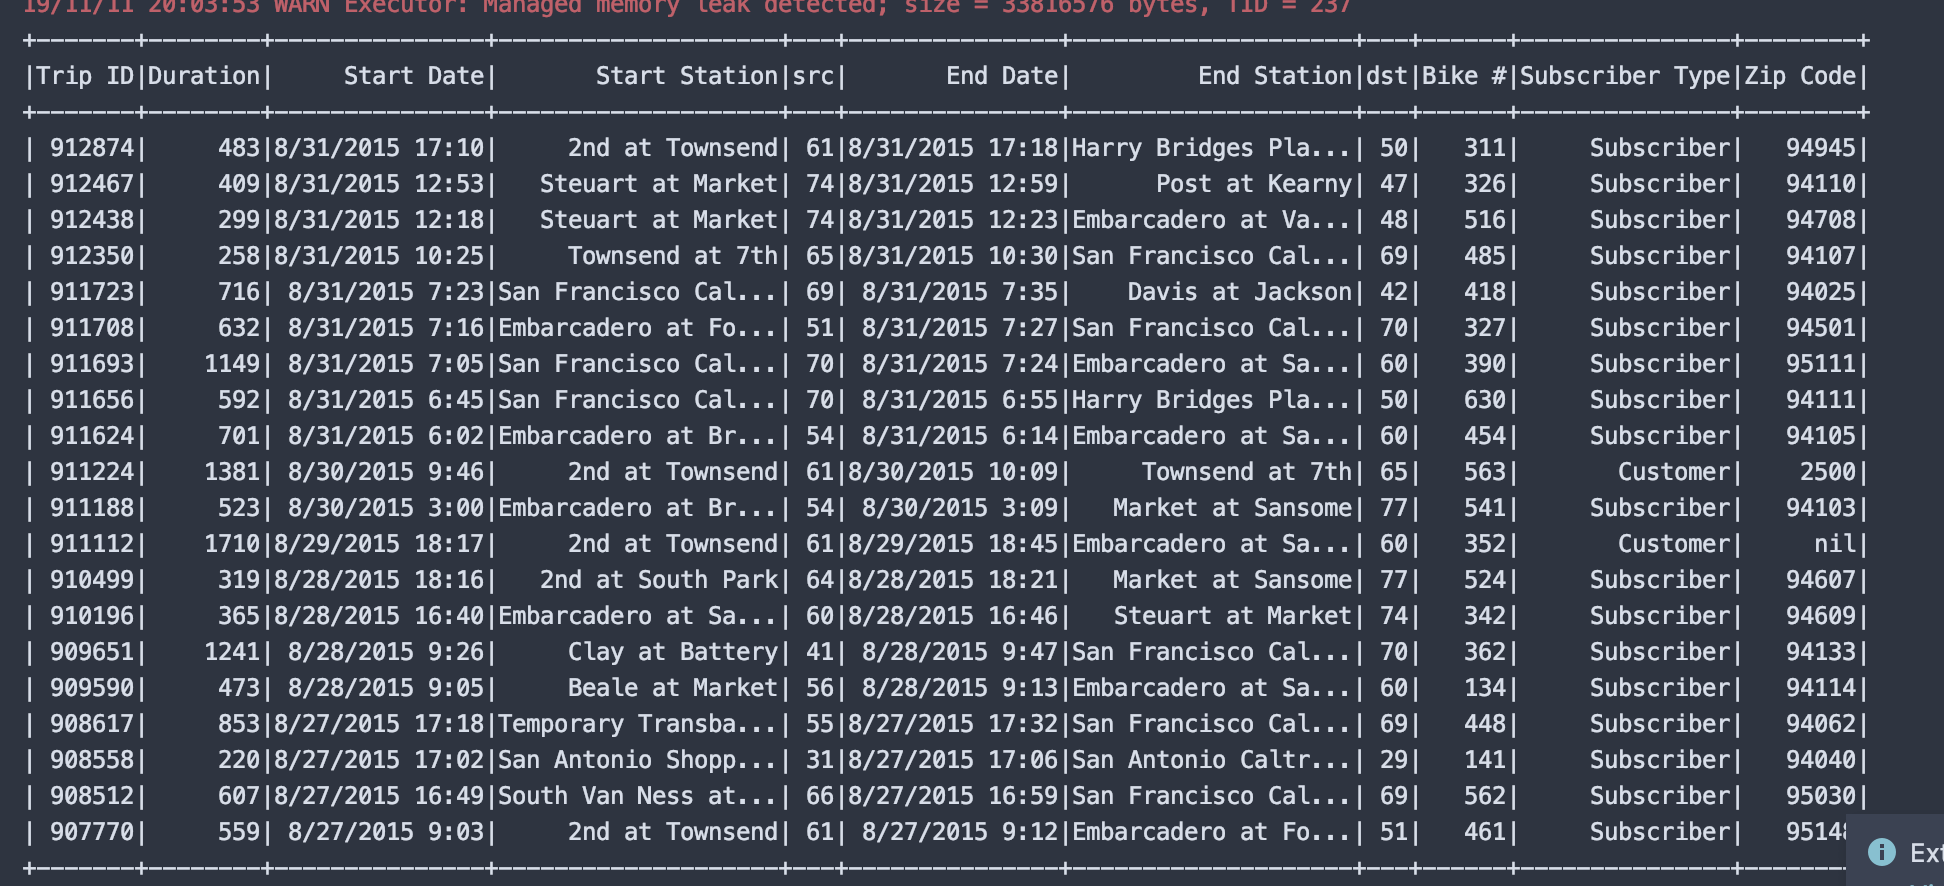 19/11/11 20:03:53 WARN Executor: Managed memory leak detected; size = 33816576 bytes, TID = 237
+-------+--------+---------------+----------------------+---+---------------+--------------------+---+------+---------------+--------+
|Trip ID|Duration|     Start Date|       Start Station|src|       End Date|         End Station|dst|Bike #|Subscriber Type|Zip Code|
+-------+--------+---------------+----------------------+---+---------------+--------------------+---+------+---------------+--------+
| 912874|     483|8/31/2015 17:10|     2nd at Townsend| 61|8/31/2015 17:18|Harry Bridges Pla...| 50|   311|     Subscriber|   94945|
| 912467|     409|8/31/2015 12:53|   Steuart at Market| 74|8/31/2015 12:59|      Post at Kearny| 47|   326|     Subscriber|   94110|
| 912438|     299|8/31/2015 12:18|   Steuart at Market| 74|8/31/2015 12:23|Embarcadero at Va...| 48|   516|     Subscriber|   94708|
| 912350|     258|8/31/2015 10:25|     Townsend at 7th| 65|8/31/2015 10:30|San Francisco Cal...| 69|   485|     Subscriber|   94107|
| 911723|     716| 8/31/2015 7:23|San Francisco Cal...| 69| 8/31/2015 7:35|    Davis at Jackson| 42|   418|     Subscriber|   94025|
| 911708|     632| 8/31/2015 7:16|Embarcadero at Fo...| 51| 8/31/2015 7:27|San Francisco Cal...| 70|   327|     Subscriber|   94501|
| 911693|    1149| 8/31/2015 7:05|San Francisco Cal...| 70| 8/31/2015 7:24|Embarcadero at Sa...| 60|   390|     Subscriber|   95111|
| 911656|     592| 8/31/2015 6:45|San Francisco Cal...| 70| 8/31/2015 6:55|Harry Bridges Pla...| 50|   630|     Subscriber|   94111|
| 911624|     701| 8/31/2015 6:02|Embarcadero at Br...| 54| 8/31/2015 6:14|Embarcadero at Sa...| 60|   454|     Subscriber|   94105|
| 911224|    1381| 8/30/2015 9:46|     2nd at Townsend| 61|8/30/2015 10:09|     Townsend at 7th| 65|   563|       Customer|    2500|
| 911188|     523| 8/30/2015 3:00|Embarcadero at Br...| 54| 8/30/2015 3:09|   Market at Sansome| 77|   541|     Subscriber|   94103|
| 911112|    1710|8/29/2015 18:17|     2nd at Townsend| 61|8/29/2015 18:45|Embarcadero at Sa...| 60|   352|       Customer|     nil|
| 910499|     319|8/28/2015 18:16|   2nd at South Park| 64|8/28/2015 18:21|   Market at Sansome| 77|   524|     Subscriber|   94607|
| 910196|     365|8/28/2015 16:40|Embarcadero at Sa...| 60|8/28/2015 16:46|   Steuart at Market| 74|   342|     Subscriber|   94609|
| 909651|    1241| 8/28/2015 9:26|     Clay at Battery| 41| 8/28/2015 9:47|San Francisco Cal...| 70|   362|     Subscriber|   94133|
| 909590|     473| 8/28/2015 9:05|     Beale at Market| 56| 8/28/2015 9:13|Embarcadero at Sa...| 60|   134|     Subscriber|   94114|
| 908617|     853|8/27/2015 17:18|Temporary Transba...| 55|8/27/2015 17:32|San Francisco Cal...| 69|   448|     Subscriber|   94062|
| 908558|     220|8/27/2015 17:02|San Antonio Shopp...| 31|8/27/2015 17:06|San Antonio Caltr...| 29|   141|     Subscriber|   94040|
| 908512|     607|8/27/2015 16:49|South Van Ness at...| 66|8/27/2015 16:59|San Francisco Cal...| 69|   562|     Subscriber|   95030|
| 907770|     559| 8/27/2015 9:03|     2nd at Townsend| 61| 8/27/2015 9:12|Embarcadero at Fo...| 51|   461|     Subscriber|   95148
+-------+--------+---------------+----------------------+---+---------------+--------------------+---+------+---------------+--------
Ext